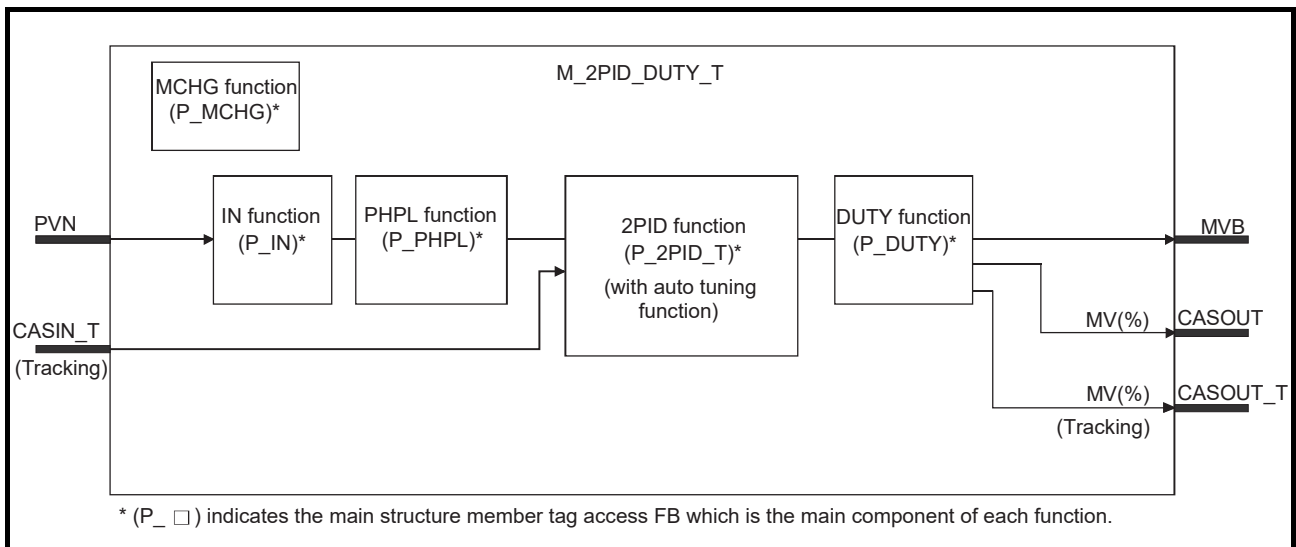 M_2PID_DUTY_T
MCHG function
(P_MCHG)*
PVN
IN function
(P_IN)*
PHPL function
(P_PHPL)*
2PID function
(P_2PID_T)*
(with auto tuning
function)
DUTY function
(P_DUTY)*
MVB
CASIN_T
(Tracking)
MV(%)
CASOUT
MV(%)
(Tracking)
CASOUT_T
* (P_ □ ) indicates the main structure member tag access FB which is the main component of each function.